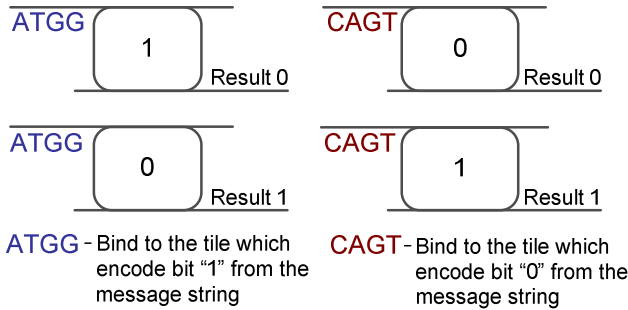 ATGG 1 Result 0
CAGT 0 Result 0
ATGG 0 Result 1
CAGT 1 Result 1
ATGG - Bind to the tile which
encode bit “1” from the
message string
CAGT - Bind to the tile which
encode bit “0” from the
message string